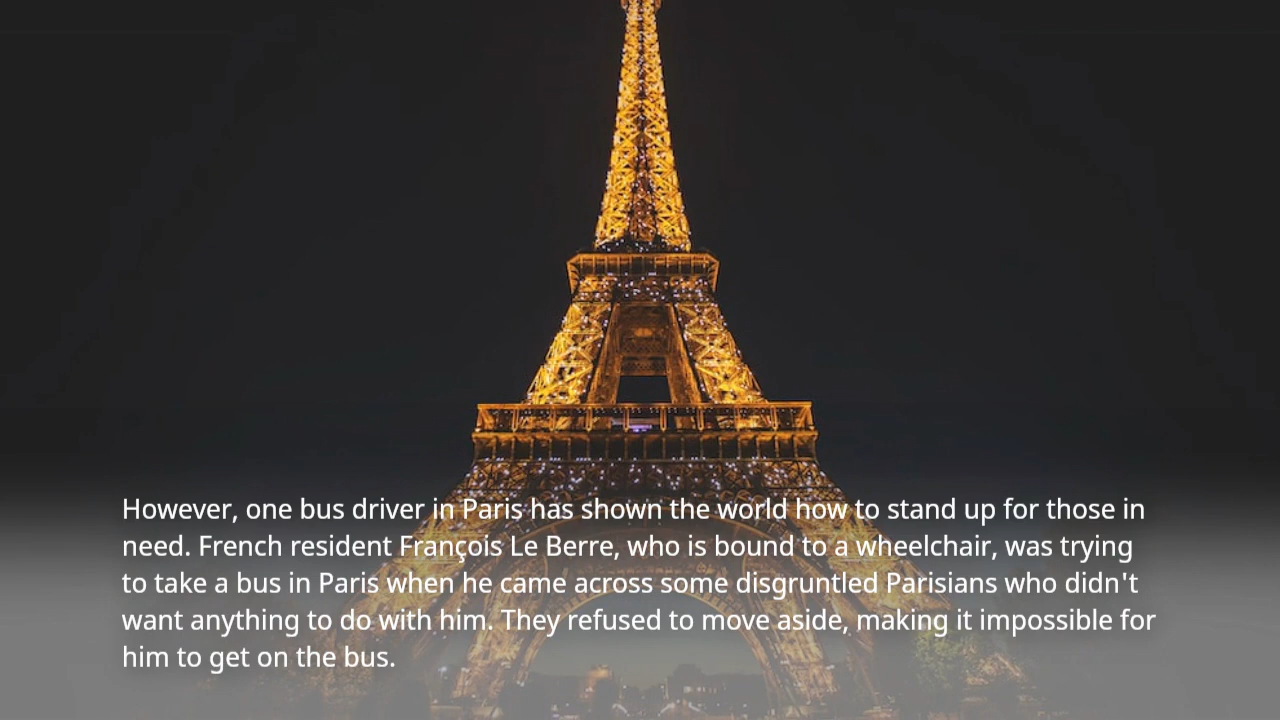 However, one bus driver in Paris has shown the world how to stand up for those in
need. French resident François Le Berre, who is bound to a wheelchair, was trying
to take a bus in Paris when he came across some disgruntled Parisians who didn't
want anything to do with him. They refused to move aside, making it impossible for
him to get on the bus.